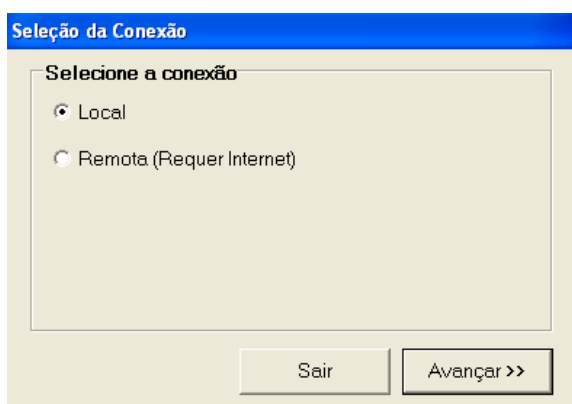 Seleção da Conexão
Selecione a conexão
Local
Remota (Requer Internet)
Sair
Avançar >>